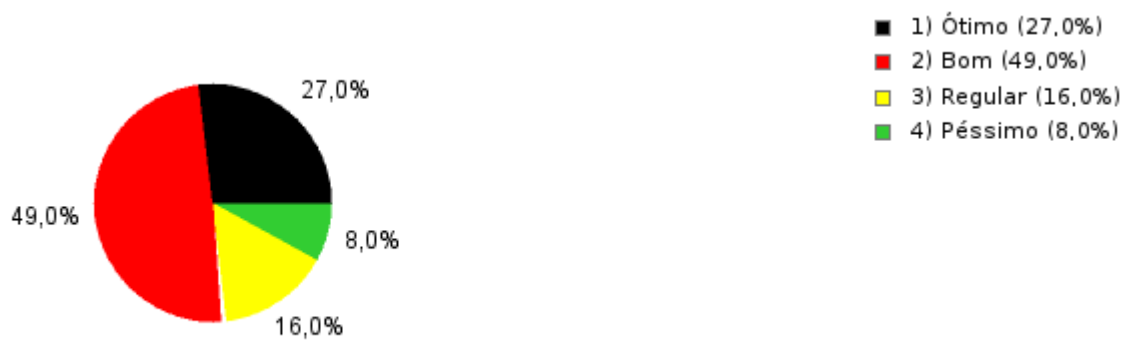 1) Ótimo (27,0%)
2) Bom (49,0%)
3) Regular (16,0%)
4) Péssimo (8,0%)
27,0%
49,0%
8,0%
16,0%